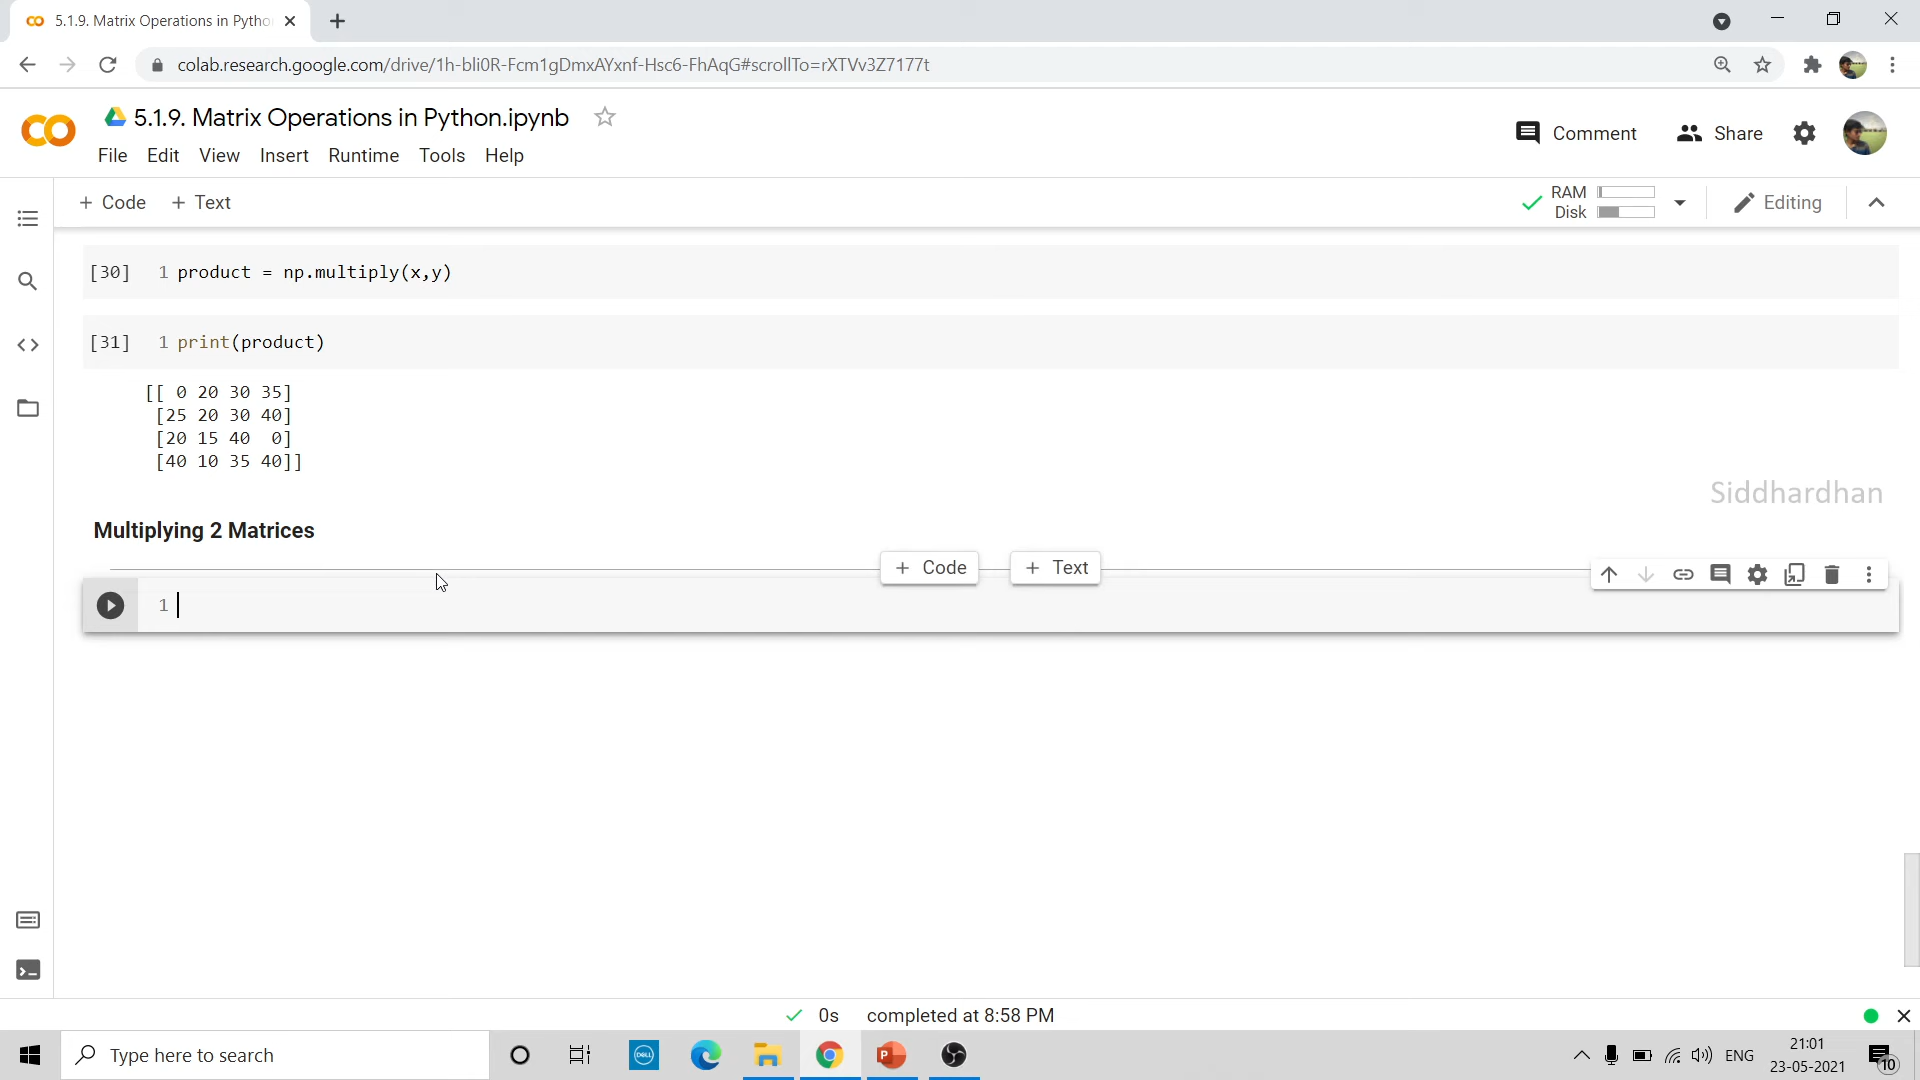 5.1.9. Matrix Operations in Pytho
colab.research.google.com/drive/1h-bli0R-Fcm1gDmxAYxnf-Hsc6-FhAqG#scrollTo=rXTVv3Z7177t
5.1.9. Matrix Operations in Python.ipynb
Comment
Share
File Edit View Insert Runtime Tools Help
+ Code + Text
RAM
Disk
Editing
[30] 1 product = np.multiply(x,y)
[31] 1 print(product)
[[ 0 20 30 35]
[25 20 30 40]
[20 15 40 0]
[40 10 35 40]]
Siddhardhan
Multiplying 2 Matrices
+ Code + Text
1
0s completed at 8:58 PM
Type here to search
DELL
ENG
21:01
23-05-2021
10